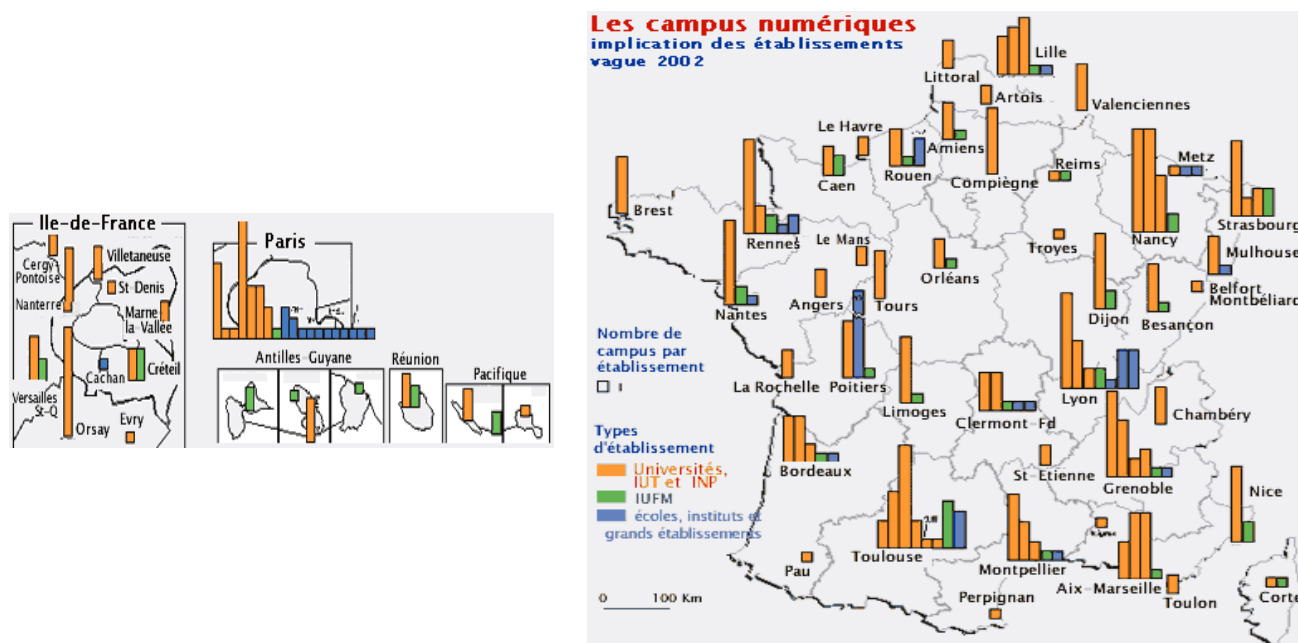 Ile-de-France
Paris
Cergy-
Pontoise
Villetaneuse
St-Denis
Nanterre
Marne
la-Vallée
Créteil
Cachan
Versailles
St-Q
Orsay
Evry
Antilles-Guyane
Réunion
Pacifique
Les campus numériques
implication des établissements
vague 2002
Lille
Littoral
Artois
Valenciennes
Le Havre
Amiens
Caen
Rouen
Compiègne
Reims
Metz
Brest
Rennes
Le Mans
Orléans
Troyes
Nancy
Strasbourg
Mulhouse
Nantes
Angers
Tours
Dijon
Besançon
Belfort
Montbéliard
Nombre de
campus par
établissement
1
La Rochelle
Poitiers
Limoges
Clermont-Fd
Lyon
Chambéry
Types
d'établissement
Universités,
IUT et INP
IUFM
écoles, instituts et
grands établissements
Bordeaux
St-Etienne
Grenoble
Nice
Toulouse
Pau
Montpellier
Aix-Marseille
Toulon
Corte
Perpignan
0 100 Km